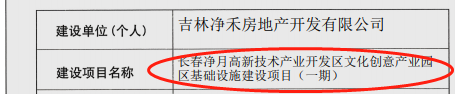 建设单位(个人) 吉林净禾房地产开发有限公司
建设项目名称 长春净月高新技术产业开发区文化创意产业园
区基础设施建设项目（一期）